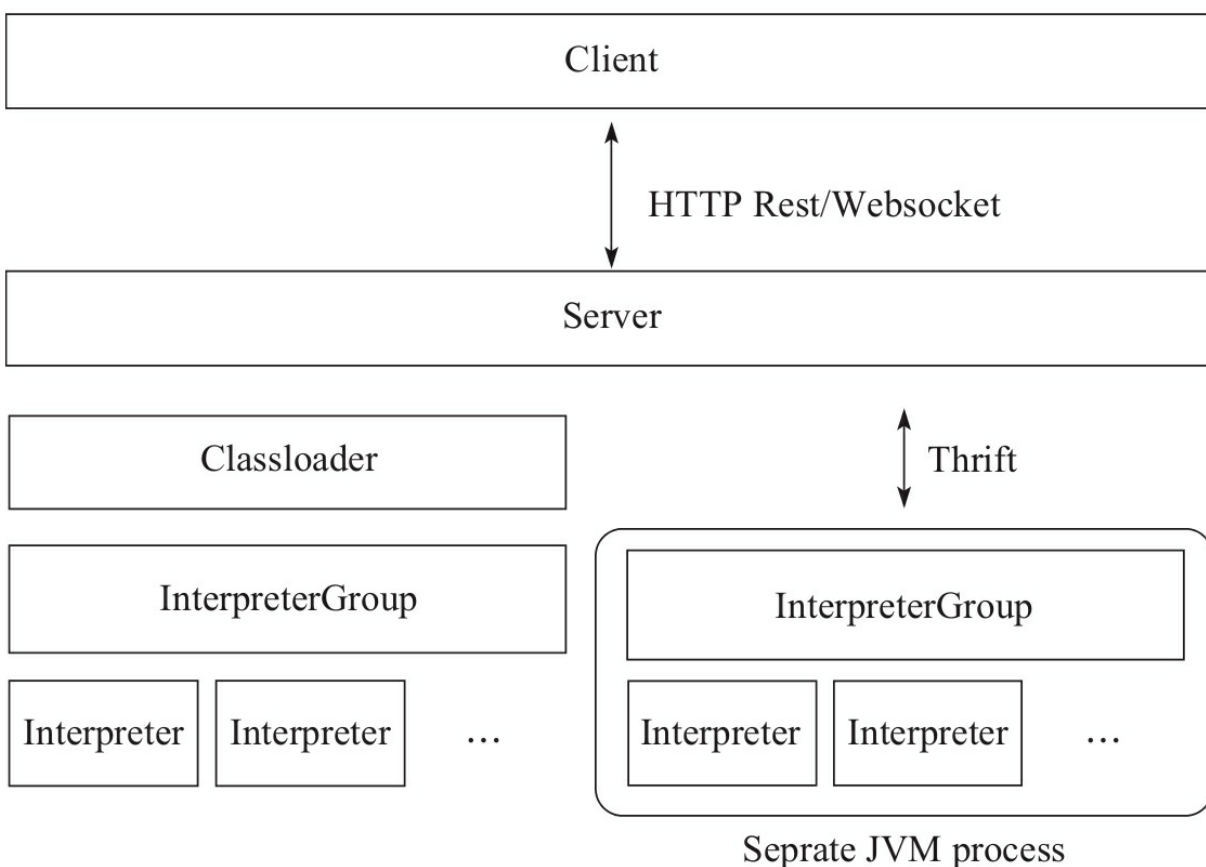 Client
HTTP Rest/Websocket
Server
Classloader
Thrift
InterpreterGroup
InterpreterGroup
Interpreter Interpreter ...
Interpreter Interpreter ...
Seprate JVM process